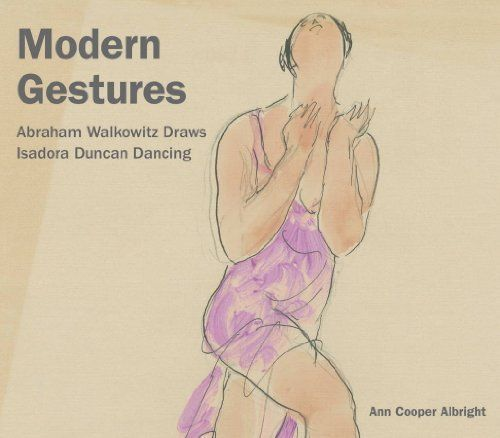 Modern
Gestures
Abraham Walkowitz Draws
Isadora Duncan Dancing
Ann Cooper Albright